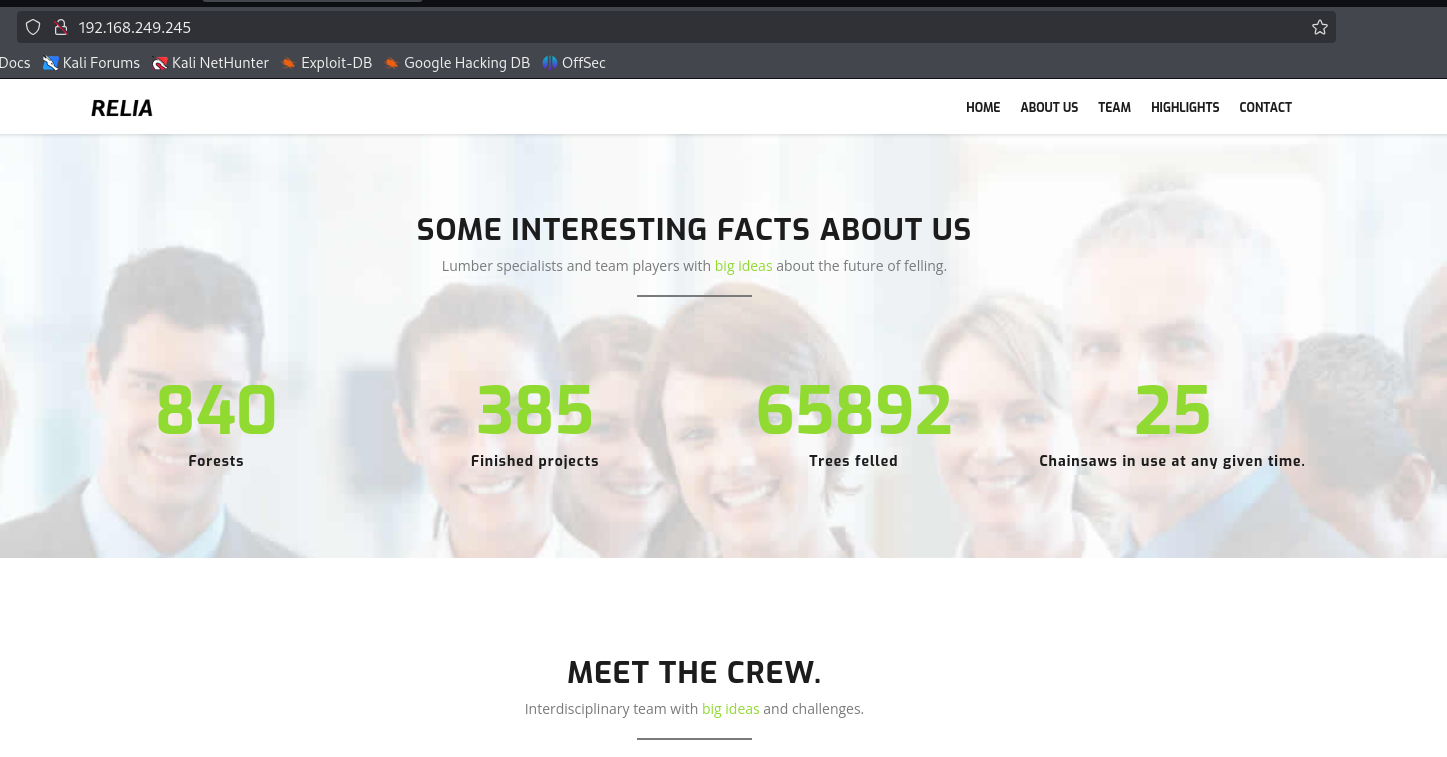 192.168.249.245
Docs Kali Forums Kali NetHunter Exploit-DB Google Hacking DB OffSec
RELIA HOME ABOUT US TEAM HIGHLIGHTS CONTACT
SOME INTERESTING FACTS ABOUT US
Lumber specialists and team players with big ideas about the future of felling.
840 385 65892 25
Forests Finished projects Trees felled Chainsaws in use at any given time.
MEET THE CREW.
Interdisciplinary team with big ideas and challenges.